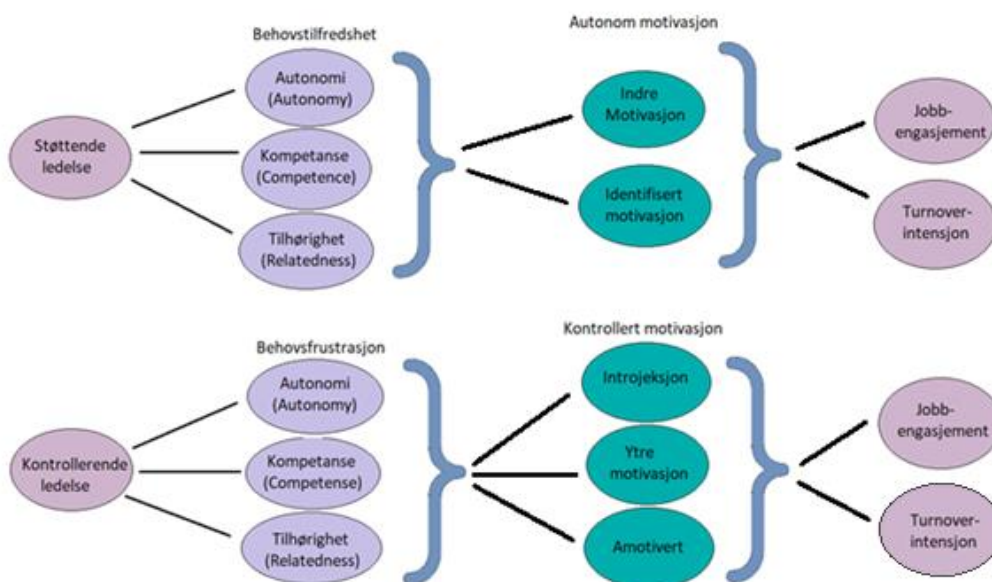 Behovstilfredshet
Autonom motivasjon
Støttende
ledelse
Autonomi
(Autonomy)
Kompetanse
(Competence)
Tilhørighet
(Relatedness)
Indre
Motivasjon
Identifisert
motivasjon
Jobb-
engasjement
Turnover-
intensjon
Behovsfrustrasjon
Kontrollert motivasjon
Kontrollerende
ledelse
Autonomi
(Autonomy)
Kompetanse
(Competense)
Tilhørighet
(Relatedness)
Introjeksjon
Ytre
motivasjon
Amotivert
Jobb-
engasjement
Turnover-
intensjon